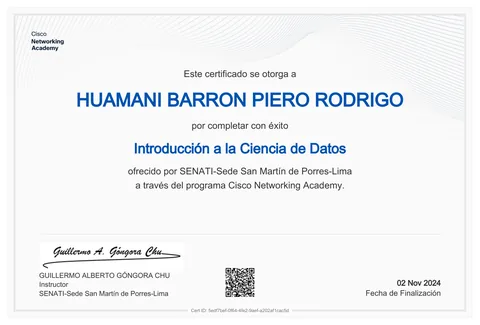 Cisco
Networking
Academy
Este certificado se otorga a
HUAMANI BARRON PIERO RODRIGO
por completar con éxito
Introducción a la Ciencia de Datos
ofrecido por SENATI-Sede San Martín de Porres-Lima
a través del programa Cisco Networking Academy.
Guillermo A. Góngora Chu
GUILLERMO ALBERTO GÓNGORA CHU
Instructor
SENATI-Sede San Martín de Porres-Lima
02 Nov 2024
Fecha de Finalización
Cert ID: